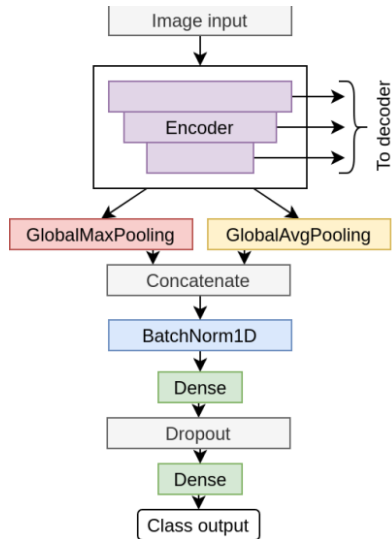 Image input
Encoder
To decoder
GlobalMaxPooling
GlobalAvgPooling
Concatenate
BatchNorm1D
Dense
Dropout
Dense
Class output